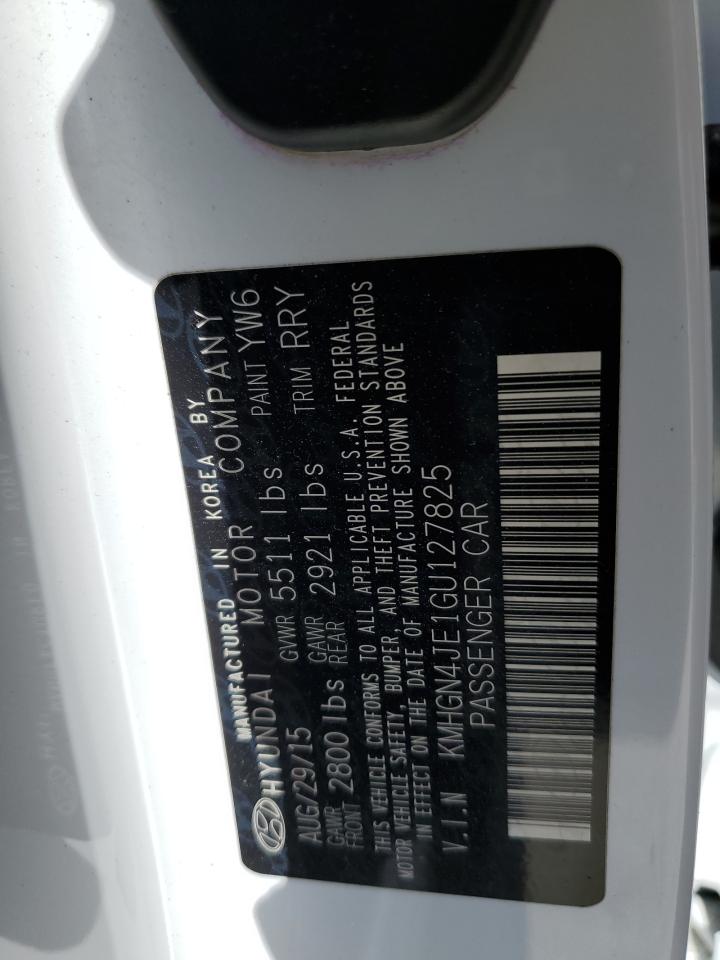 MANUFACTURED IN KOREA BY
HYUNDAI MOTOR COMPANY
AUG/29/15 GVWR 5511 lbs PAINT YW6
GAWR FRONT 2800 lbs GAWR REAR 2921 lbs TRIM RRY
THIS VEHICLE CONFORMS TO ALL APPLICABLE U.S.A. FEDERAL
MOTOR VEHICLE SAFETY, BUMPER, AND THEFT PREVENTION STANDARDS
IN EFFECT ON THE DATE OF MANUFACTURE SHOWN ABOVE
V.I.N KMHGN4JE1GU127825
PASSENGER CAR